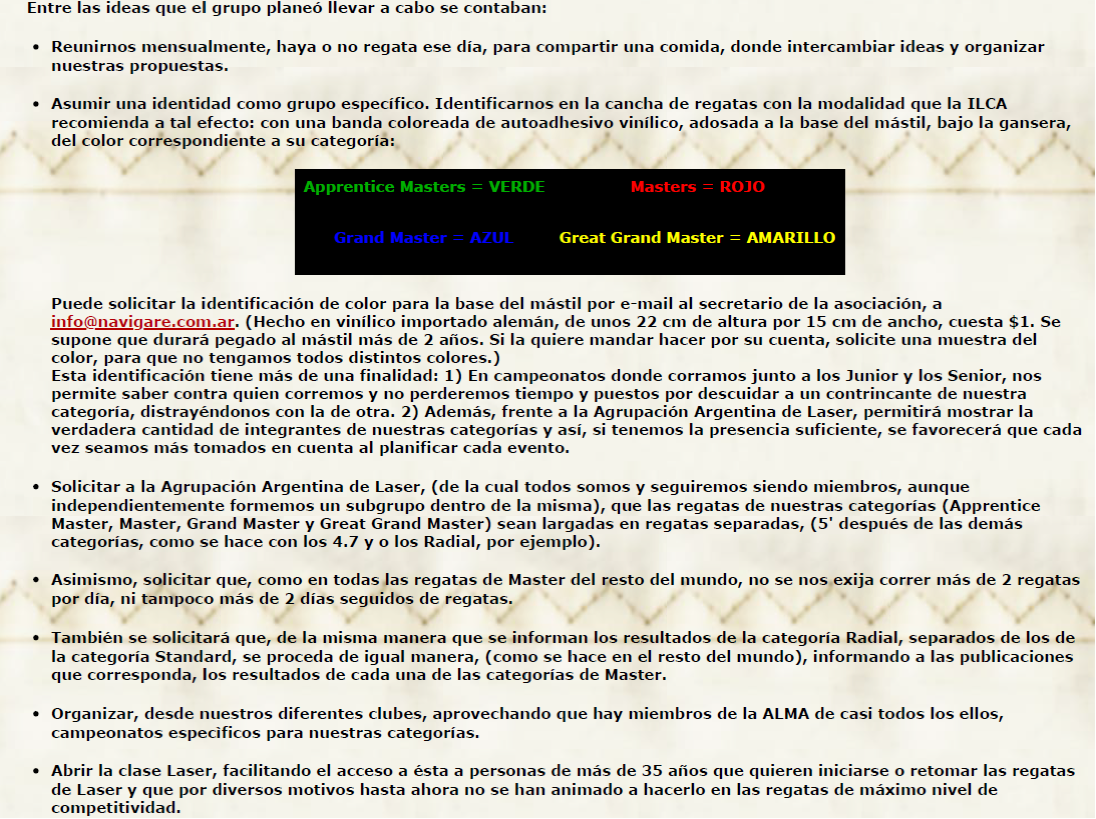 Entre las ideas que el grupo planeó llevar a cabo se contaban:
• Reunirnos mensualmente, haya o no regata ese día, para compartir una comida, donde intercambiar ideas y organizar
nuestras propuestas.
• Asumir una identidad como grupo específico. Identificarnos en la cancha de regatas con la modalidad que la ILCA
recomienda a tal efecto: con una banda coloreada de autoadhesivo vinílico, adosada a la base del mástil, bajo la gansera,
del color correspondiente a su categoría:
Apprentice Masters = VERDE Masters = ROJO
Grand Master = AZUL Great Grand Master = AMARILLO
Puede solicitar la identificación de color para la base del mástil por e-mail al secretario de la asociación, a
info@navigare.com.ar. (Hecho en vinílico importado alemán, de unos 22 cm de altura por 15 cm de ancho, cuesta $1. Se
supone que durará pegado al mástil más de 2 años. Si la quiere mandar hacer por su cuenta, solicite una muestra del
color, para que no tengamos todos distintos colores.)
Esta identificación tiene más de una finalidad: 1) En campeonatos donde corramos junto a los Junior y los Senior, nos
permite saber contra quien corremos y no perderemos tiempo y puestos por descuidar a un contrincante de nuestra
categoría, distrayéndonos con la de otra. 2) Además, frente a la Agrupación Argentina de Laser, permitirá mostrar la
verdadera cantidad de integrantes de nuestras categorías y así, si tenemos la presencia suficiente, se favorecerá que cada
vez seamos más tomados en cuenta al planificar cada evento.
• Solicitar a la Agrupación Argentina de Laser, (de la cual todos somos y seguiremos siendo miembros, aunque
independientemente formemos un subgrupo dentro de la misma), que las regatas de nuestras categorías (Apprentice
Master, Master, Grand Master y Great Grand Master) sean largadas en regatas separadas, (5' después de las demás
categorías, como se hace con los 4.7 y o los Radial, por ejemplo).
• Asimismo, solicitar que, como en todas las regatas de Master del resto del mundo, no se nos exija correr más de 2 regatas
por día, ni tampoco más de 2 días seguidos de regatas.
• También se solicitará que, de la misma manera que se informan los resultados de la categoría Radial, separados de los de
la categoría Standard, se proceda de igual manera, (como se hace en el resto del mundo), informando a las publicaciones
que corresponda, los resultados de cada una de las categorías de Master.
• Organizar, desde nuestros diferentes clubes, aprovechando que hay miembros de la ALMA de casi todos los ellos,
campeonatos especìficos para nuestras categorías.
• Abrir la clase Laser, facilitando el acceso a ésta a personas de más de 35 años que quieren iniciarse o retomar las regatas
de Laser y que por diversos motivos hasta ahora no se han animado a hacerlo en las regatas de máximo nivel de
competitividad.